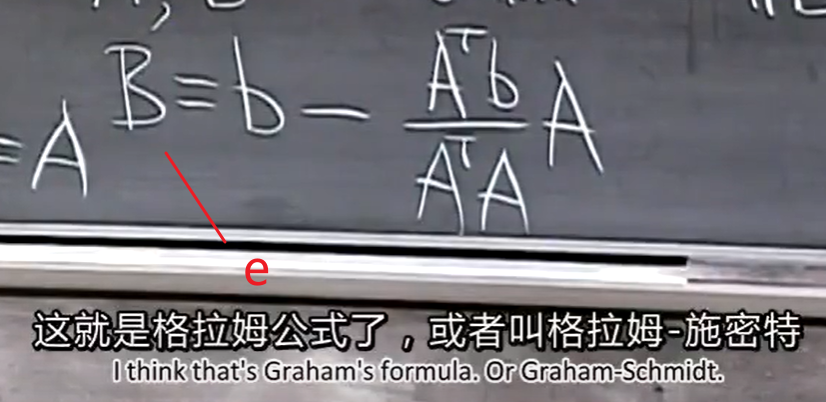 B = b - \frac{A^T b}{A^T A} A
= A
e
这就是格拉姆公式了，或者叫格拉姆-施密特
I think that's Graham's formula. Or Graham-Schmidt.